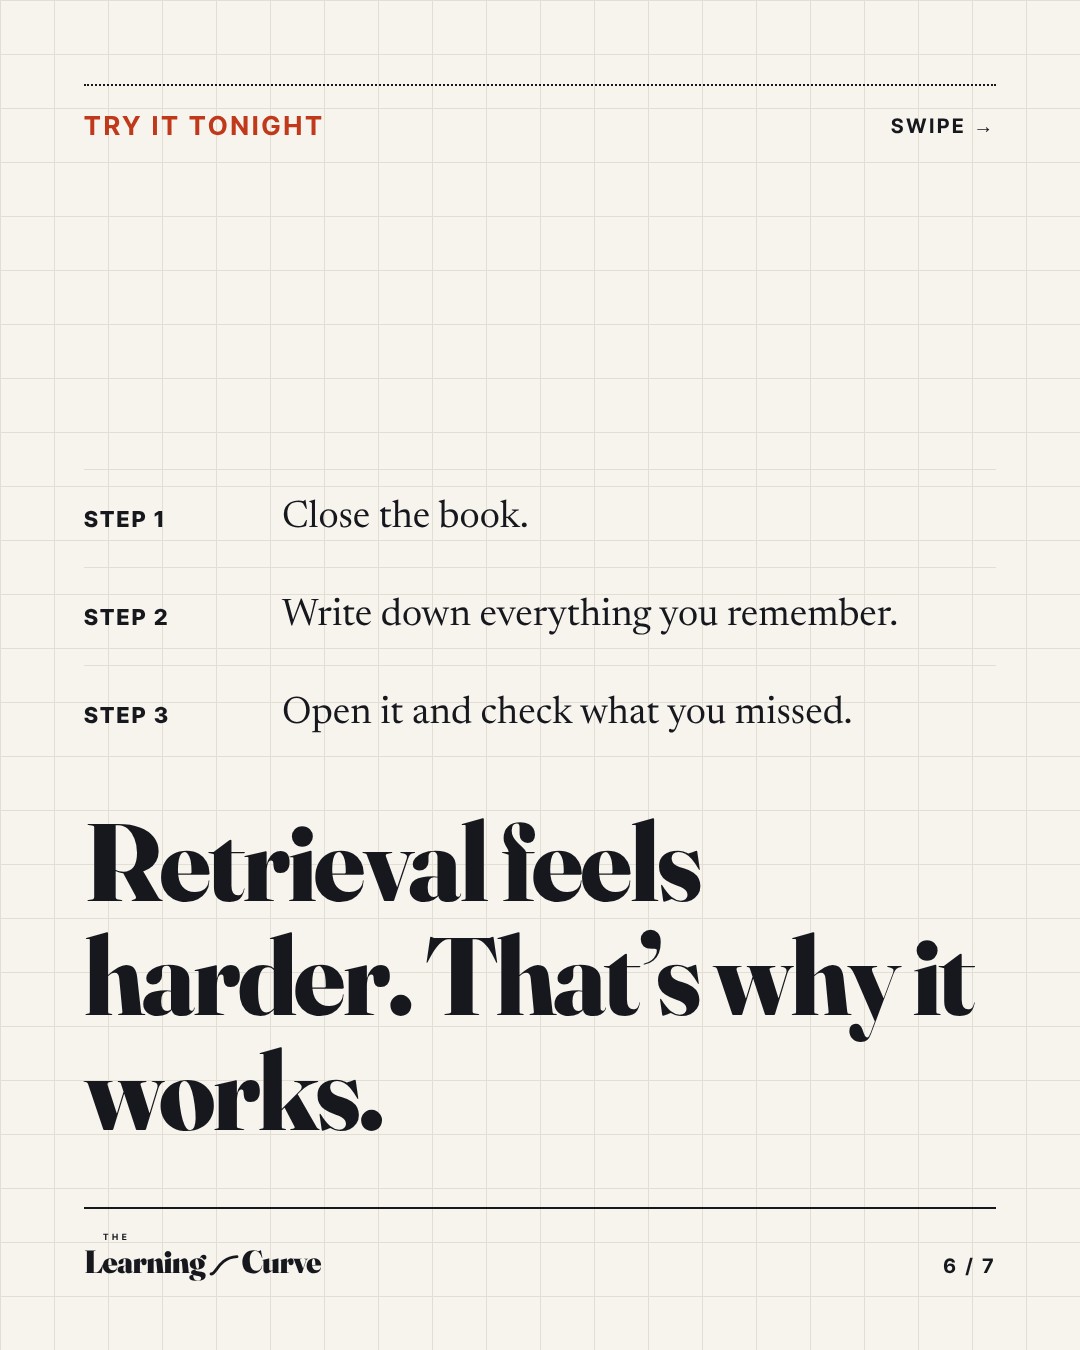 TRY IT TONIGHT
SWIPE →
STEP 1 Close the book.
STEP 2 Write down everything you remember.
STEP 3 Open it and check what you missed.
Retrieval feels
harder. That’s why it
works.
THE
Learning Curve
6 / 7